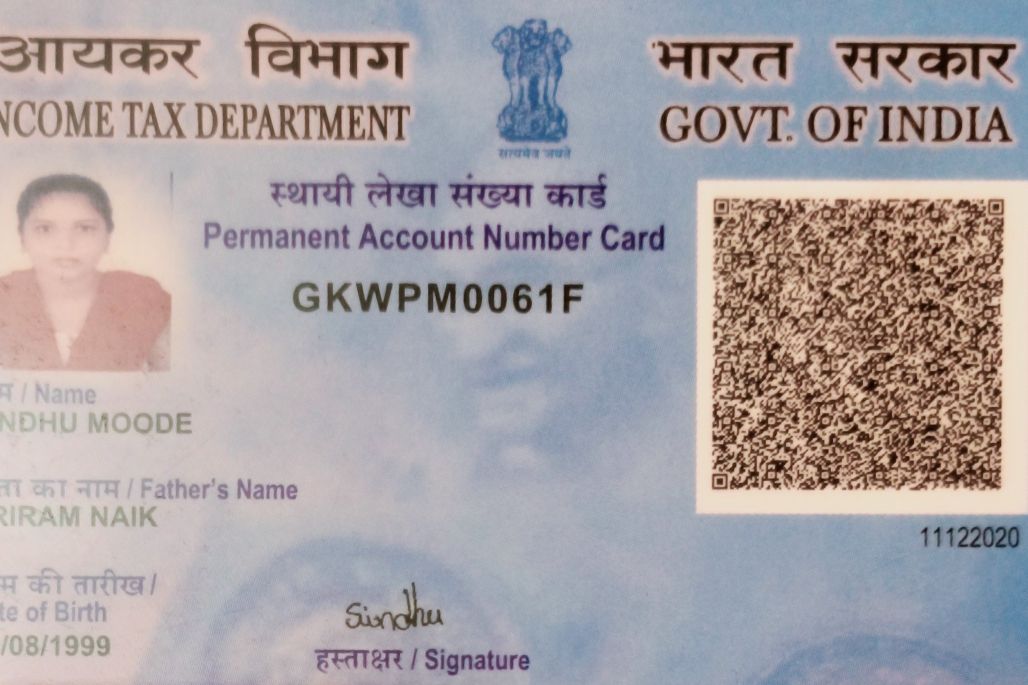 आयकर विभाग
INCOME TAX DEPARTMENT
सत्यमेव जयते
भारत सरकार
GOVT. OF INDIA
स्थायी लेखा संख्या कार्ड
Permanent Account Number Card
GKWPM0061F
म / Name
NDHU MOODE
ता का नाम / Father's Name
RIRAM NAIK
म की तारीख /
te of Birth
/08/1999
Sindhu
हस्ताक्षर / Signature
11122020